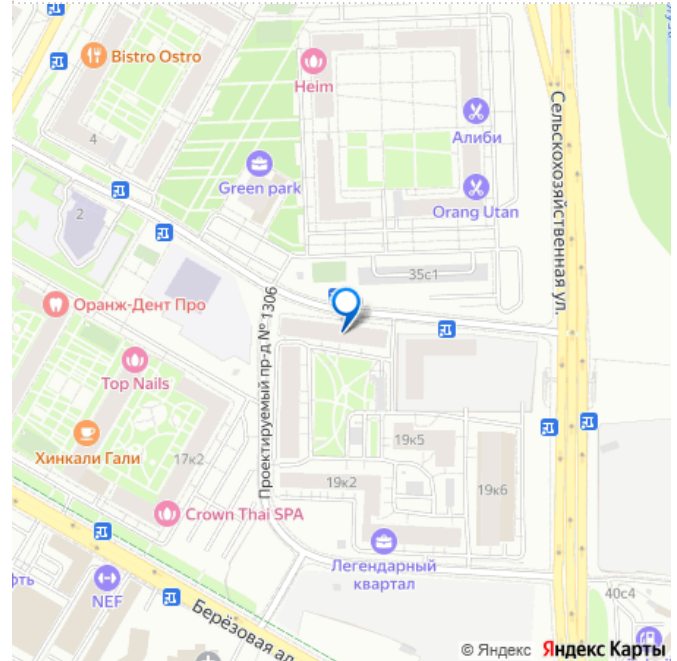 Bistro Ostro
Heim
4
Алиби
Green park
Orang Utan
Сельскохозяйственная ул.
2
35с1
Оранж-Дент Про
Проектируемый пр-д № 1306
Top Nails
Хинкали Гали
17к2
19к5
19к2
19к6
Crown Thai SPA
Легендарный
квартал
NEF
Берёзовая ал
40с4
© Яндекс Яндекс Карты